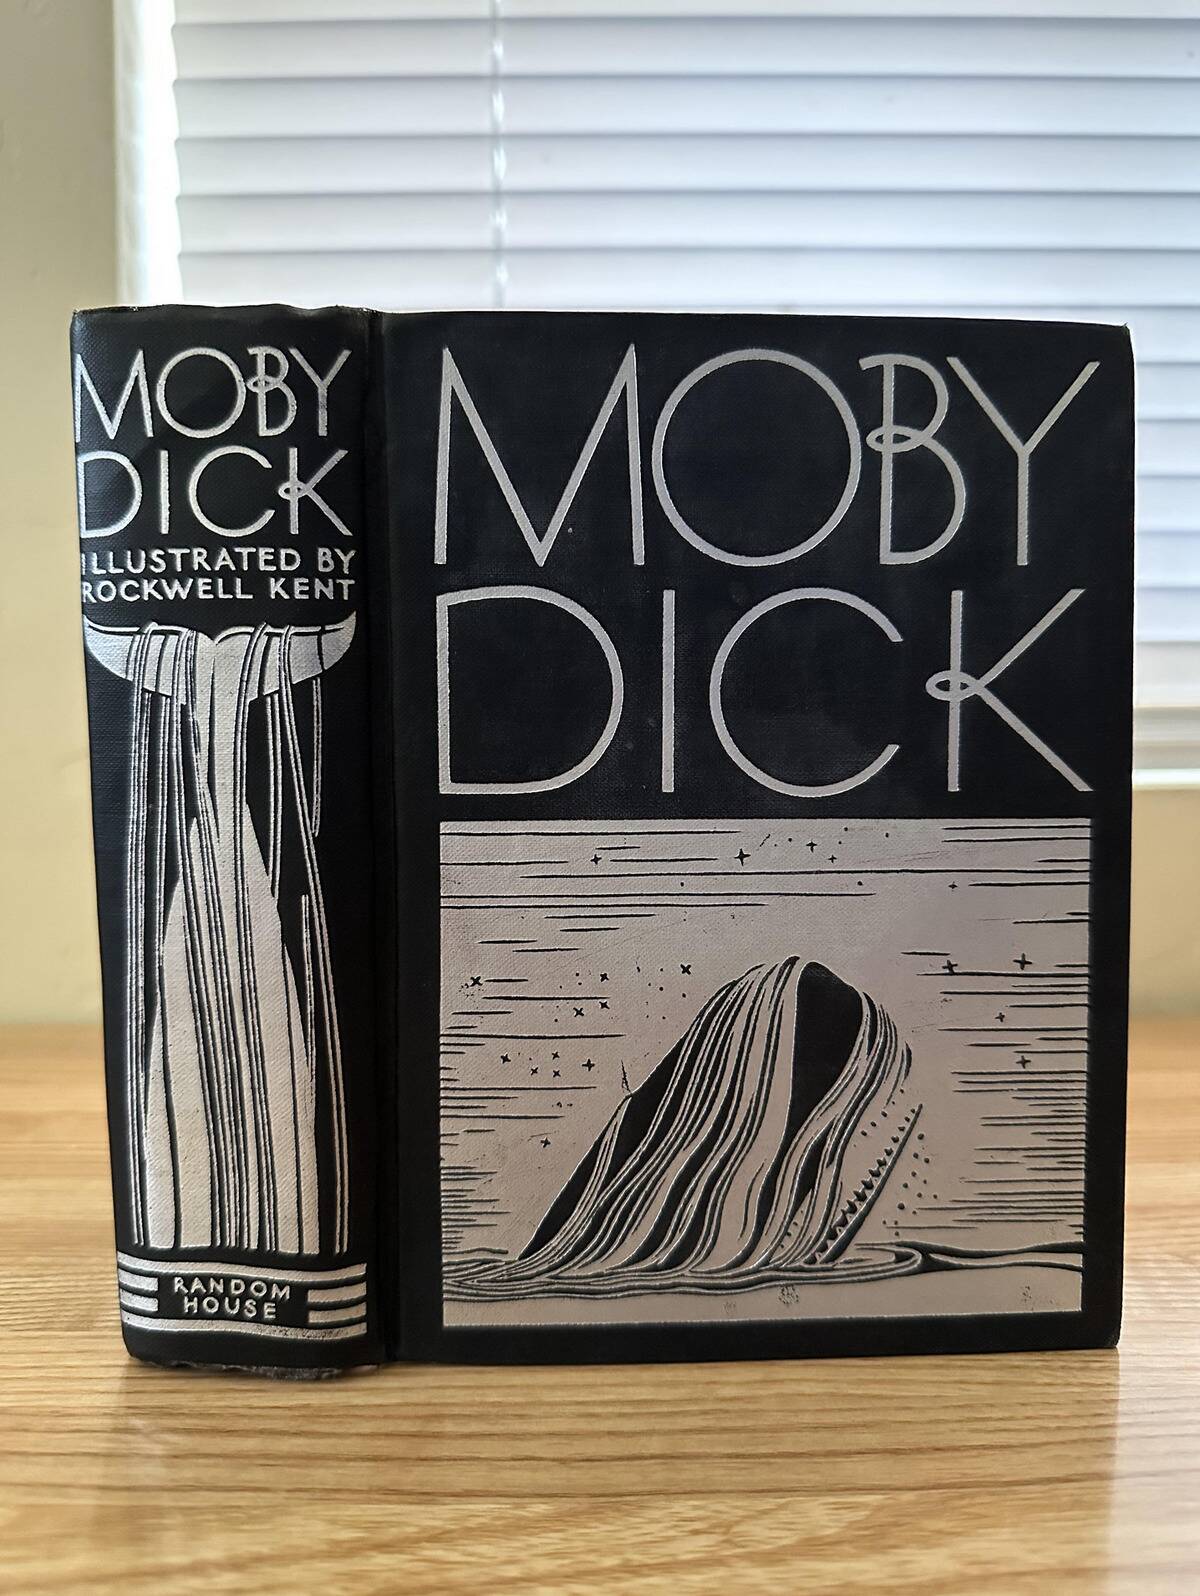 MOBY
DICK
ILLUSTRATED BY
ROCKWELL KENT
RANDOM
HOUSE
MOBY
DICK